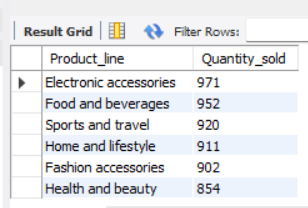 Result Grid Filter Rows:
Product_line Quantity_sold
Electronic accessories 971
Food and beverages 952
Sports and travel 920
Home and lifestyle 911
Fashion accessories 902
Health and beauty 854